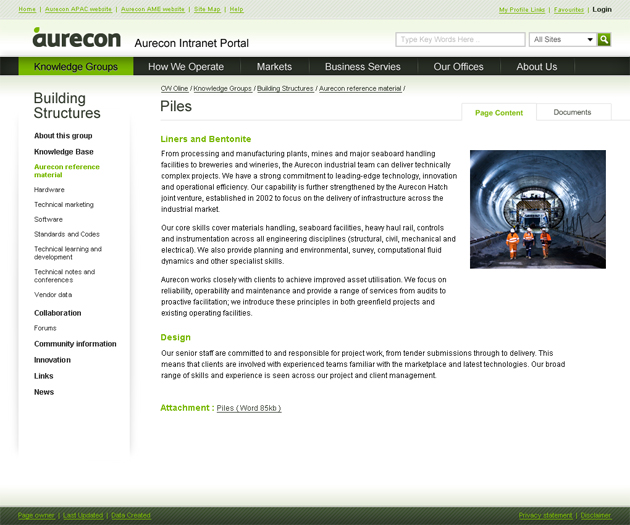 Home | Aurecon APAC website | Aurecon AME website | Site Map | Help
My Profile Links | Favourites | Login
aurecon
Aurecon Intranet Portal
Type Key Words Here...
All Sites
Knowledge Groups
How We Operate
Markets
Business Servies
Our Offices
About Us
Building
Structures
About this group
Knowledge Base
Aurecon reference
material
Hardware
Technical marketing
Software
Standards and Codes
Technical learning and
development
Technical notes and
conferences
Vendor data
Collaboration
Forums
Community information
Innovation
Links
News
CW Oline / Knowledge Groups / Building Structures / Aurecon reference material /
Piles
Page Content
Documents
Liners and Bentonite
From processing and manufacturing plants, mines and major seaboard handling
facilities to breweries and wineries, the Aurecon industrial team can deliver technically
complex projects. We have a strong commitment to leading-edge technology, innovation
and operational efficiency. Our capability is further strengthened by the Aurecon Hatch
joint venture, established in 2002 to focus on the delivery of infrastructure across the
industrial market.
Our core skills cover materials handling, seaboard facilities, heavy haul rail, controls
and instrumentation across all engineering disciplines (structural, civil, mechanical and
electrical). We also provide planning and environmental, survey, computational fluid
dynamics and other specialist skills.
Aurecon works closely with clients to achieve improved asset utilisation. We focus on
reliability, operability and maintenance and provide a range of services from audits to
proactive facilitation; we introduce these principles in both greenfield projects and
existing operating facilities.
Design
Our senior staff are committed to and responsible for project work, from tender submissions through to delivery. This
means that clients are involved with experienced teams familiar with the marketplace and latest technologies. Our broad
range of skills and experience is seen across our project and client management.
Attachment : Piles ( Word 85kb )
Page owner | Last Updated | Data Created
Privacy statement | Disclaimer